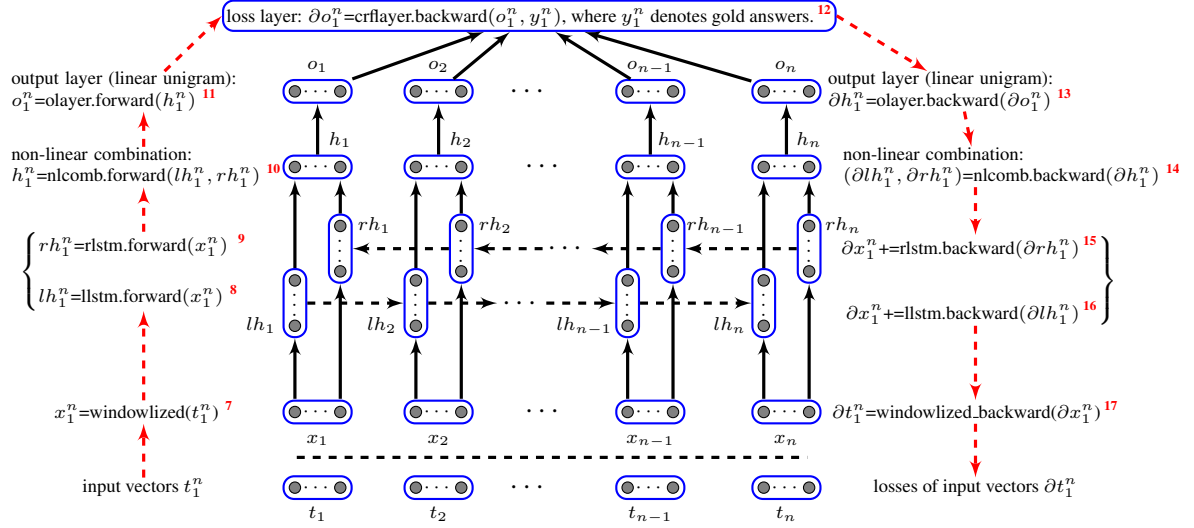 loss layer: ∂o₁ⁿ=crflayer.backward(o₁ⁿ, y₁ⁿ), where y₁ⁿ denotes gold answers. 12
o₁ o₂ oₙ₋₁ oₙ
output layer (linear unigram):
o₁ⁿ=olayer.forward(h₁ⁿ) 11
· · ·
output layer (linear unigram):
∂h₁ⁿ=olayer.backward(∂o₁ⁿ) 13
h₁ h₂ hₙ₋₁ hₙ
non-linear combination:
h₁ⁿ=nlcomb.forward(lh₁ⁿ, rh₁ⁿ) 10
· · ·
non-linear combination:
(∂lh₁ⁿ, ∂rh₁ⁿ)=nlcomb.backward(∂h₁ⁿ) 14
rh₁ rh₂ rhₙ₋₁ rhₙ
rh₁ⁿ=rlstm.forward(x₁ⁿ) 9
· · ·
∂x₁ⁿ+=rlstm.backward(∂rh₁ⁿ) 15
lh₁ⁿ=llstm.forward(x₁ⁿ) 8
· · ·
∂x₁ⁿ+=llstm.backward(∂lh₁ⁿ) 16
lh₁ lh₂ lhₙ₋₁ lhₙ
x₁ⁿ=windowlized(t₁ⁿ) 7
· · ·
∂t₁ⁿ=windowlized_backward(∂x₁ⁿ) 17
x₁ x₂ xₙ₋₁ xₙ
input vectors t₁ⁿ
· · ·
losses of input vectors ∂t₁ⁿ
t₁ t₂ tₙ₋₁ tₙ